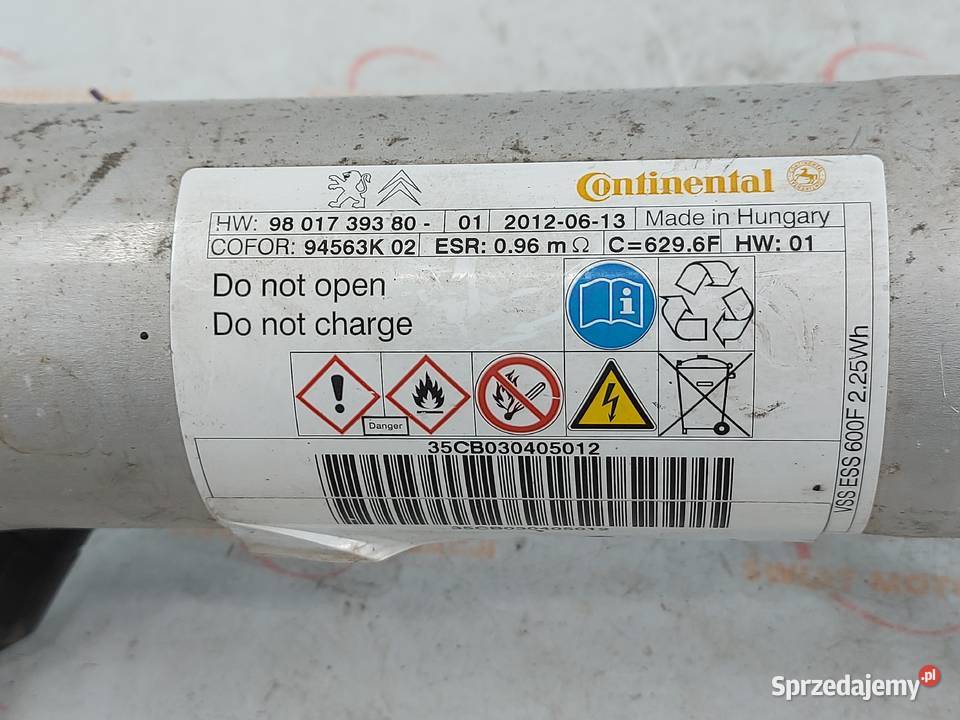 Continental
HW: 98 017 393 80 - 01 2012-06-13 Made in Hungary
COFOR: 94563K 02 ESR: 0.96 mΩ C=629.6F HW: 01
Do not open
Do not charge
Danger
35CB030405012
35CB030405012
VSS ESS 600F 2.25Wh
Sprzedajemy.pl